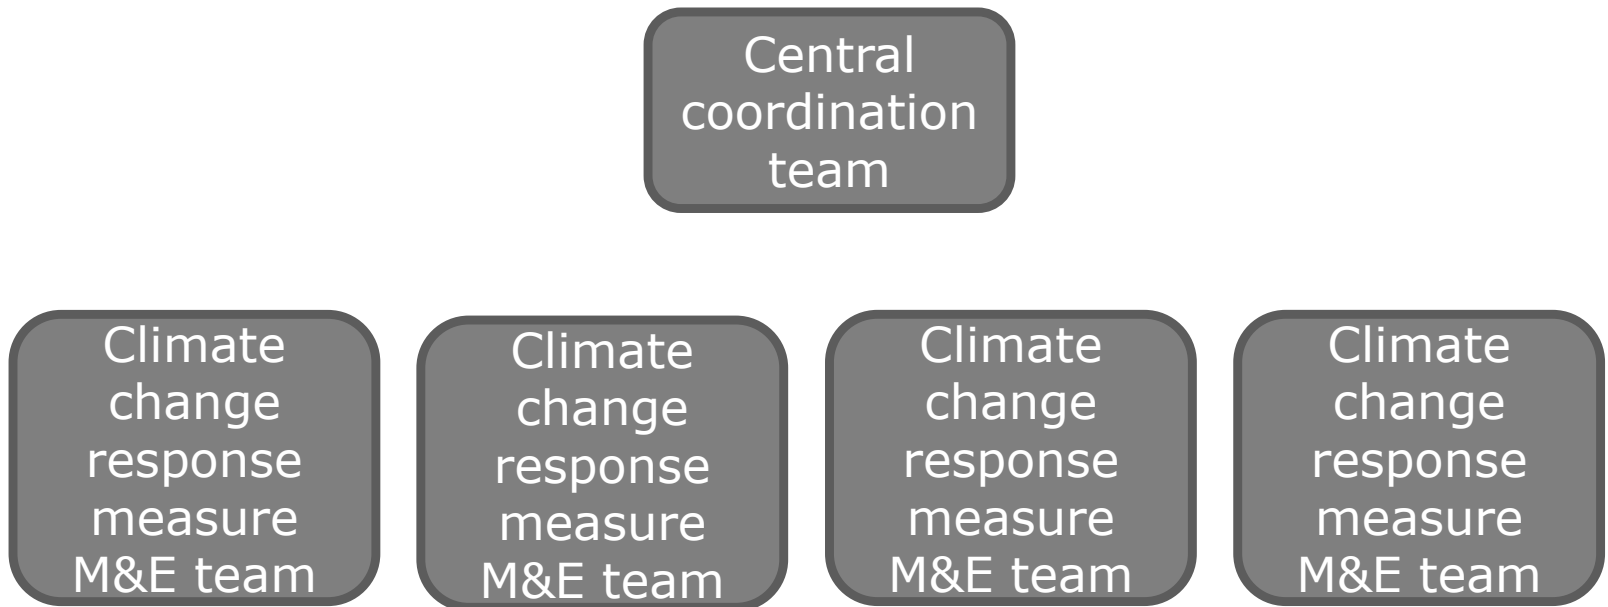 Central
coordination
team
Climate
change
response
measure
M&E team
Climate
change
response
measure
M&E team
Climate
change
response
measure
M&E team
Climate
change
response
measure
M&E team